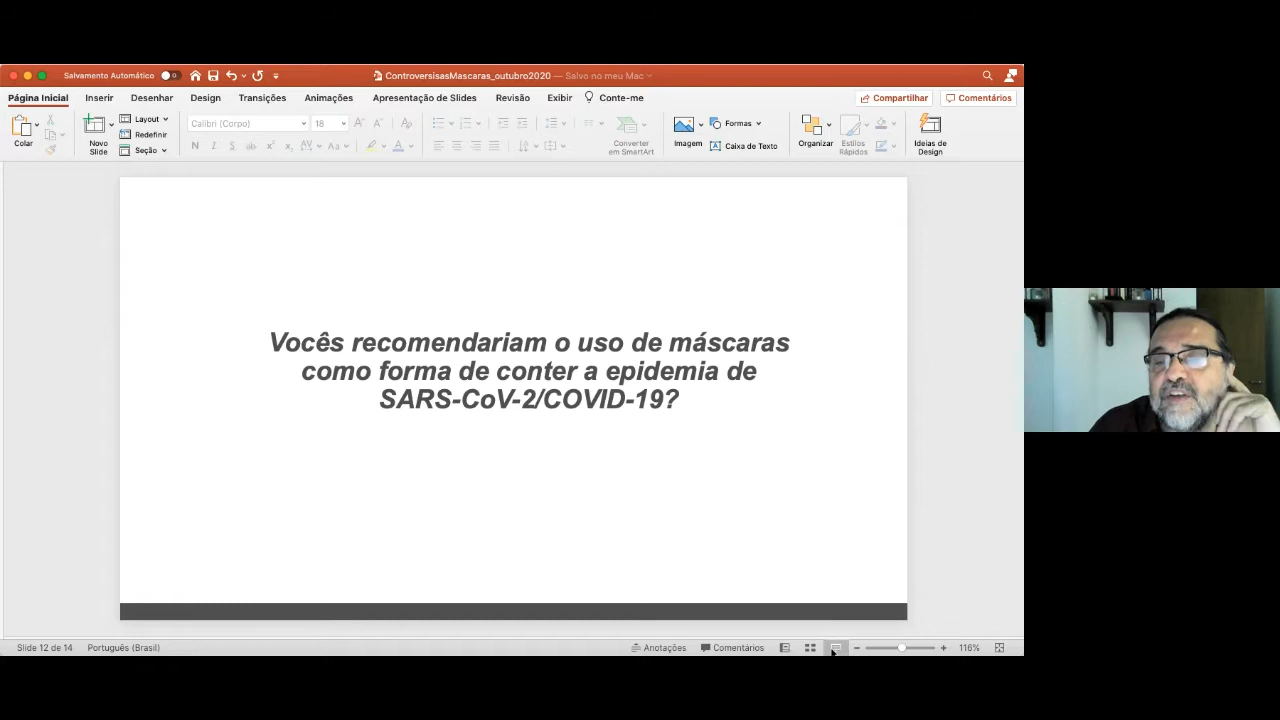 Salvamento Automático
ControversisasMascaras_outubro2020 — Salvo no meu Mac
Página Inicial Inserir Desenhar Design Transições Animações Apresentação de Slides Revisão Exibir Conte-me Compartilhar Comentários
Colar
Novo Slide
Layout
Redefinir
Seção
Calibri (Corpo) 18
Converter em SmartArt
Imagem
Formas
Caixa de Texto
Organizar
Estilos Rápidos
Ideias de Design
Vocês recomendariam o uso de máscaras
como forma de conter a epidemia de
SARS-CoV-2/COVID-19?
Slide 12 de 14 Português (Brasil) Anotações Comentários 116%